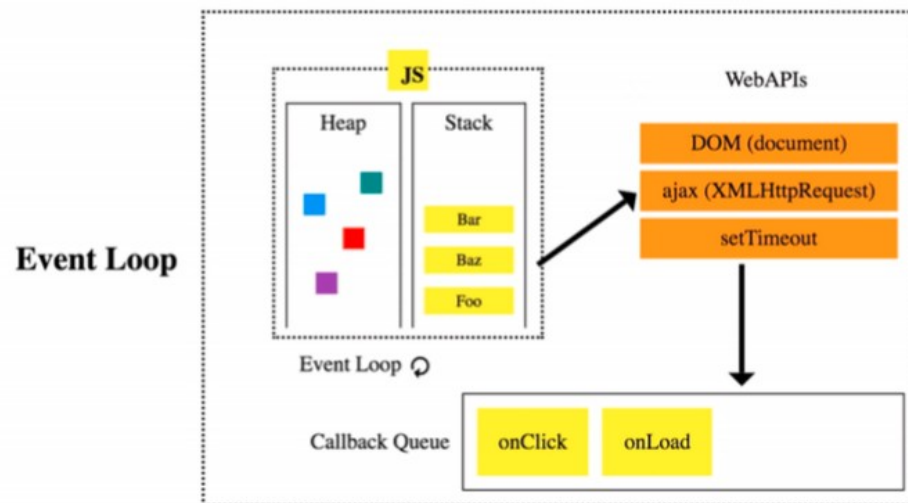 JS
WebAPIs
Heap
Stack
DOM (document)
ajax (XMLHttpRequest)
setTimeout
Bar
Baz
Foo
Event Loop
Event Loop
Callback Queue
onClick
onLoad